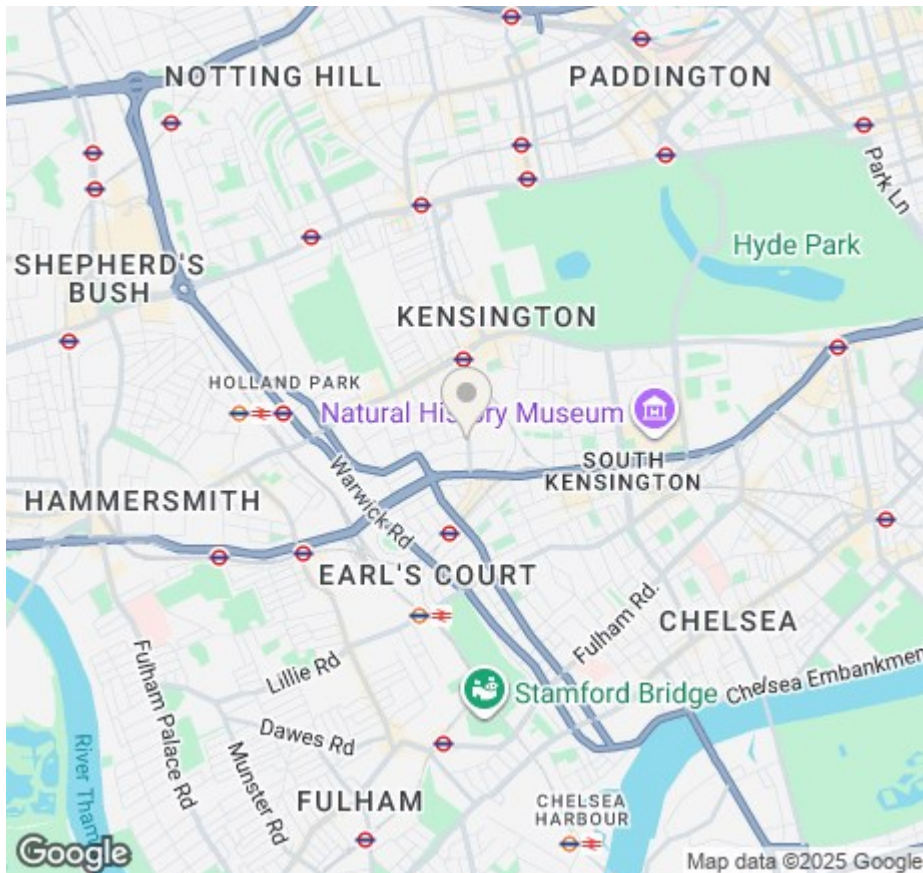 NOTTING HILL
PADDINGTON
Park Ln
Hyde Park
SHEPHERD'S
BUSH
KENSINGTON
HOLLAND PARK
Natural History Museum
SOUTH
KENSINGTON
HAMMERSMITH
Warwick Rd
EARL'S COURT
Fulham Rd.
CHELSEA
Lillie Rd
Chelsea Embankmen
Fulham Palace Rd
Stamford Bridge
Dawes Rd
Munster Rd
River Tham
FULHAM
CHELSEA
HARBOUR
Google
Map data ©2025 Google